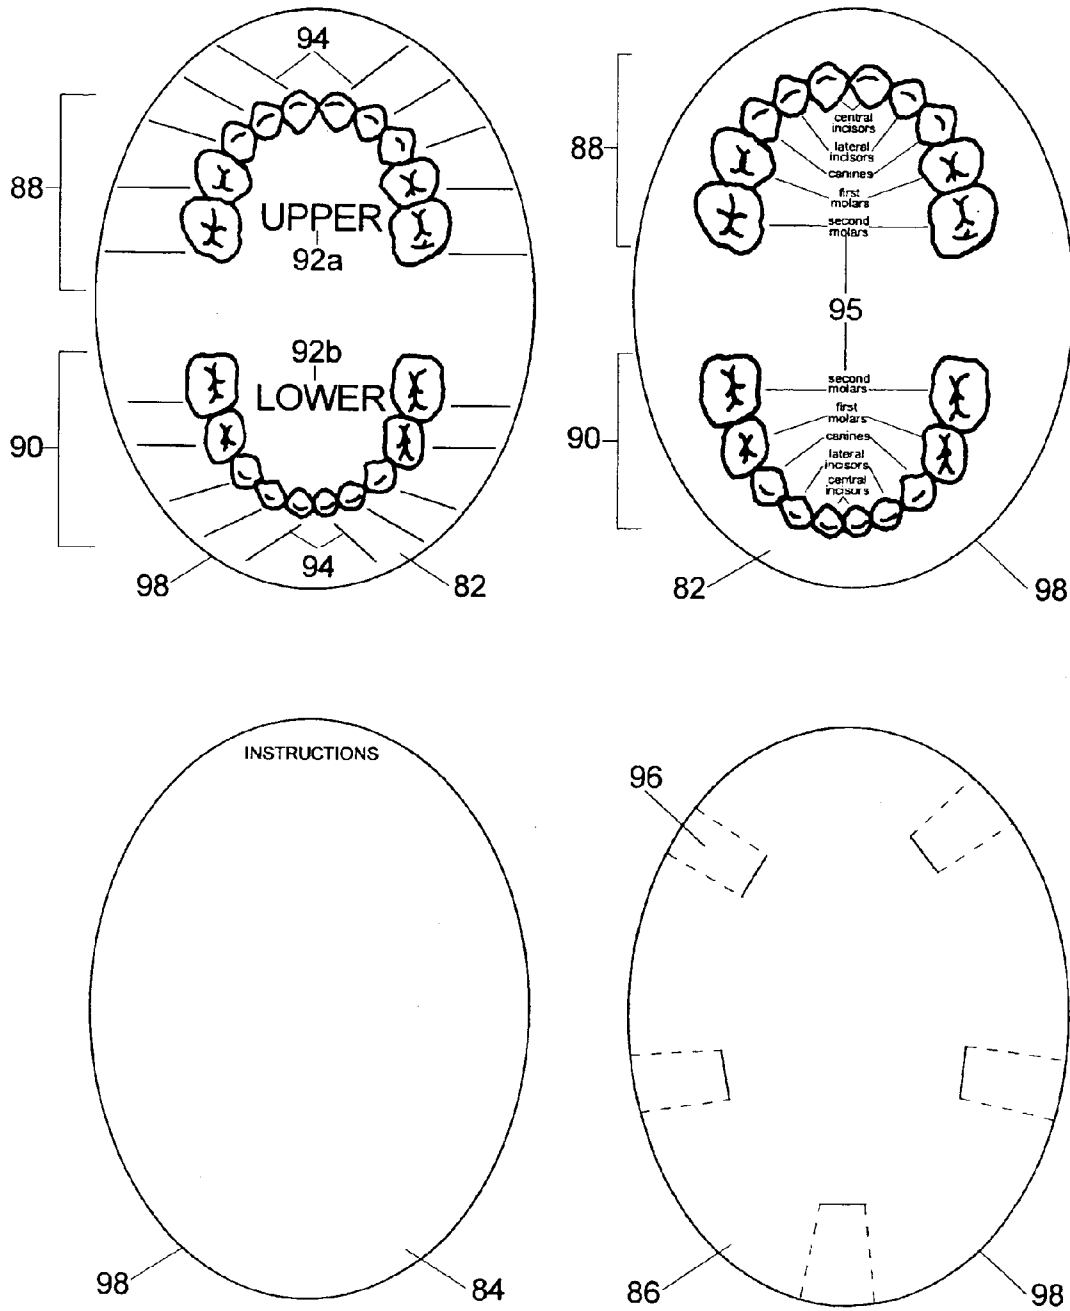 94
88
UPPER
92a
92b
LOWER
90
94
98
82
88
central
incisors
lateral
incisors
canines
first
molars
second
molars
95
second
molars
first
molars
canines
lateral
incisors
central
incisors
90
82
98
INSTRUCTIONS
98
84
96
86
98